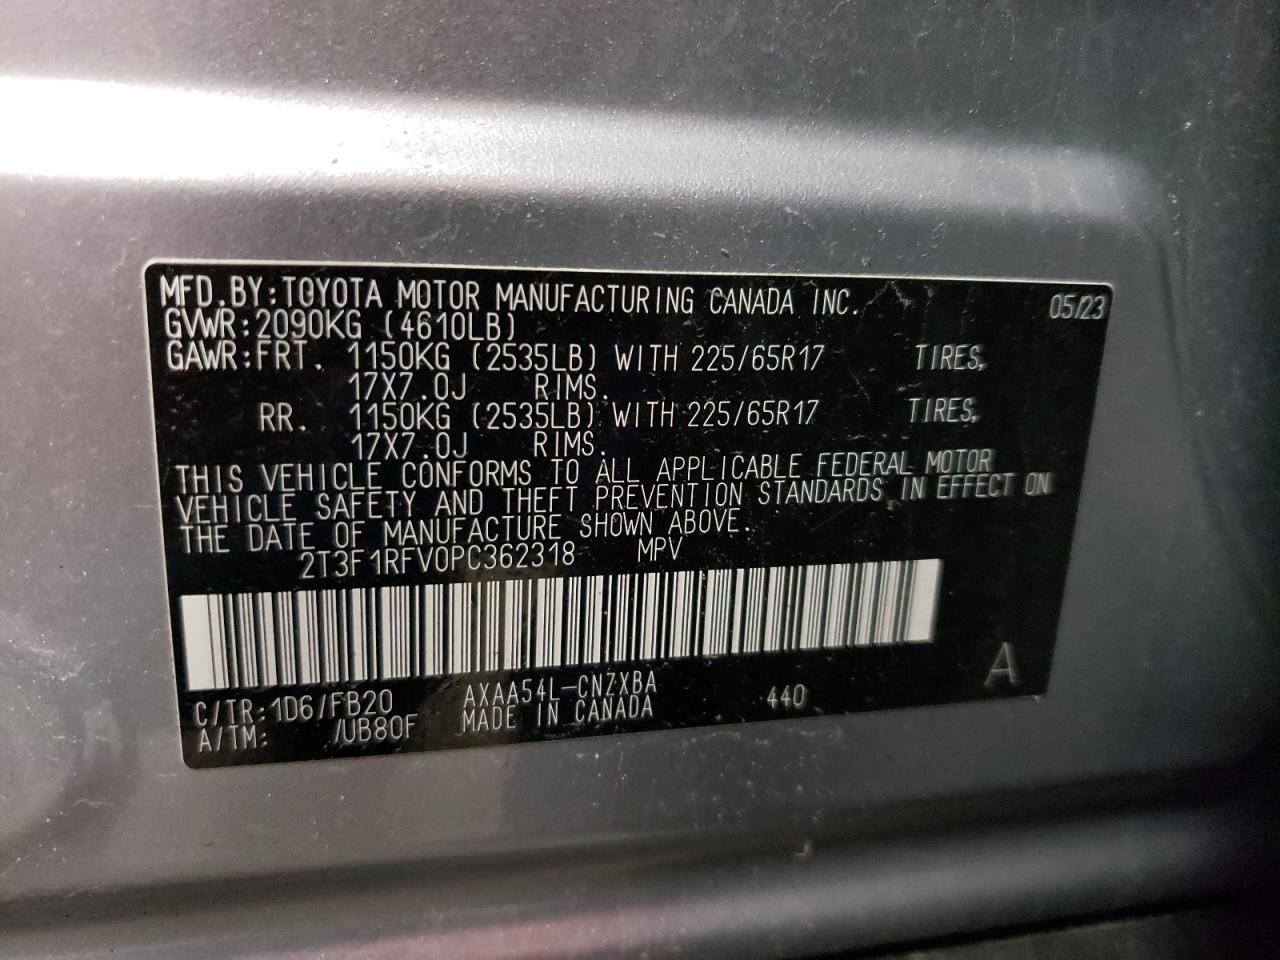 MFD.BY:TOYOTA MOTOR MANUFACTURING CANADA INC. 05/23
GVWR:2090KG (4610LB)
GAWR:FRT. 1150KG (2535LB) WITH 225/65R17 TIRES,
17X7.0J RIMS.
RR. 1150KG (2535LB) WITH 225/65R17 TIRES,
17X7.0J RIMS.
THIS VEHICLE CONFORMS TO ALL APPLICABLE FEDERAL MOTOR
VEHICLE SAFETY AND THEFT PREVENTION STANDARDS IN EFFECT ON
THE DATE OF MANUFACTURE SHOWN ABOVE.
2T3F1RFV0PC362318 MPV
A
C/TR:1D6/FB20 AXAA54L-CNZXBA 440
A/TM: /UB80F MADE IN CANADA